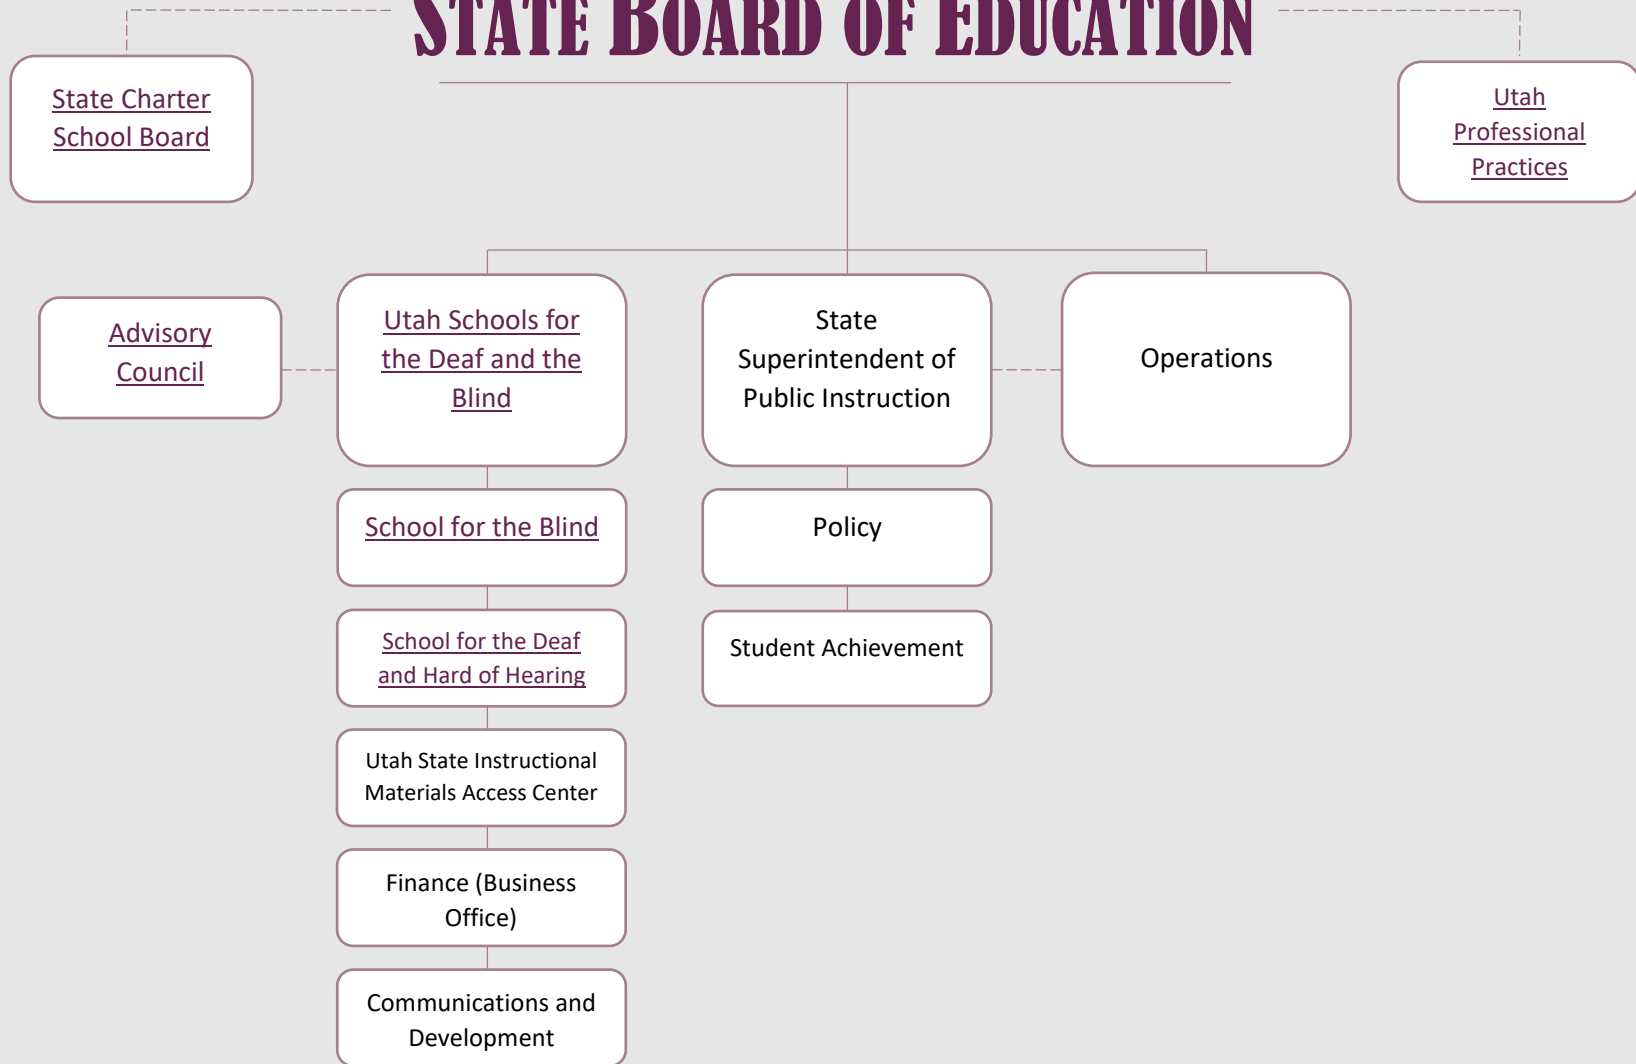 STATE BOARD OF EDUCATION
State Charter
School Board
Utah
Professional
Practices
Advisory
Council
Utah Schools for
the Deaf and the
Blind
State
Superintendent of
Public Instruction
Operations
School for the Blind
Policy
School for the Deaf
and Hard of Hearing
Student Achievement
Utah State Instructional
Materials Access Center
Finance (Business
Office)
Communications and
Development